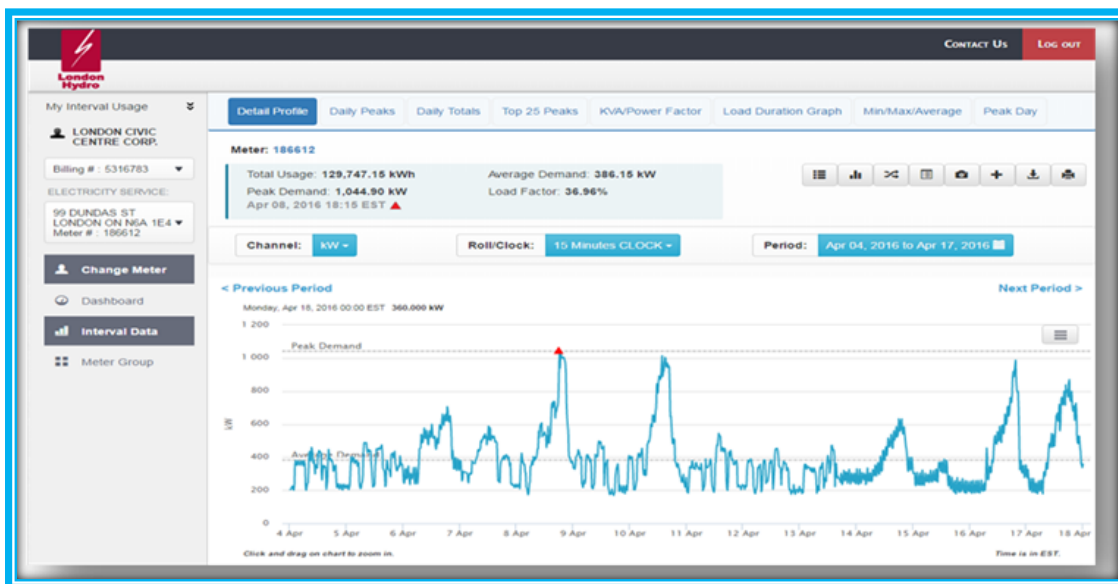 CONTACT US LOG OUT
London
Hydro
My Interval Usage
LONDON CIVIC
CENTRE CORP.
Billing # : 5316783
ELECTRICITY SERVICE:
99 DUNDAS ST
LONDON ON N6A 1E4
Meter # : 186612
Change Meter
Dashboard
Interval Data
Meter Group
Detail Profile Daily Peaks Daily Totals Top 25 Peaks KVA/Power Factor Load Duration Graph Min/Max/Average Peak Day
Meter: 186612
Total Usage: 129,747.15 kWh Average Demand: 386.15 kW
Peak Demand: 1,044.90 kW Load Factor: 36.96%
Apr 08, 2016 18:15 EST
Channel: kW Roll/Clock: 15 Minutes CLOCK Period: Apr 04, 2016 to Apr 17, 2016
< Previous Period Next Period >
Monday, Apr 18, 2016 00:00 EST 360.000 kW
1 200
Peak Demand
1 000
800
kW
600
400
Average Demand
200
0
4 Apr 5 Apr 6 Apr 7 Apr 8 Apr 9 Apr 10 Apr 11 Apr 12 Apr 13 Apr 14 Apr 15 Apr 16 Apr 17 Apr 18 Apr
Click and drag on chart to zoom in. Time is in EST.